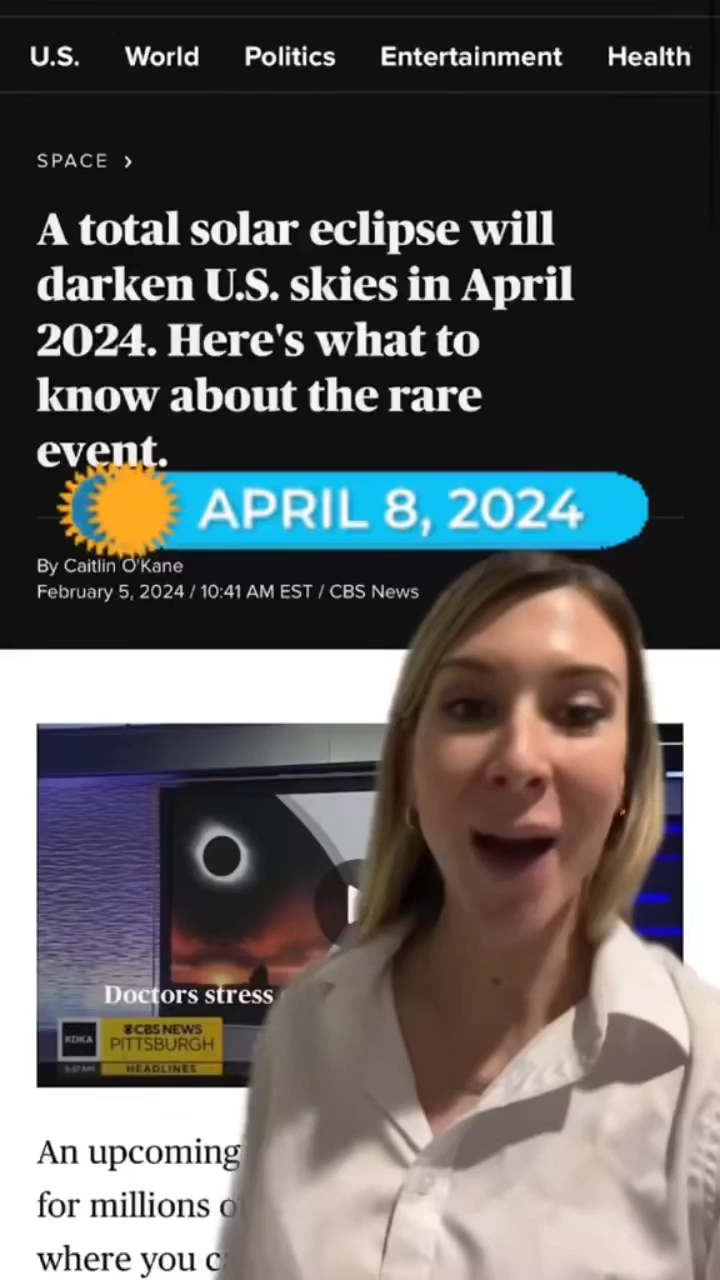 U.S. World Politics Entertainment Health
SPACE ›
A total solar eclipse will
darken U.S. skies in April
2024. Here's what to
know about the rare
event.
APRIL 8, 2024
By Caitlin O'Kane
February 5, 2024 / 10:41 AM EST / CBS News
Doctors stress
KDKA
CBS NEWS
PITTSBURGH
HEADLINES
An upcoming
for millions
where you